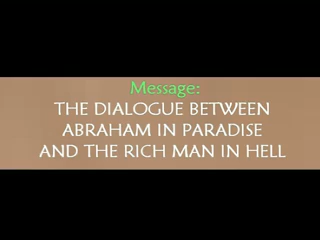 Message:
THE DIALOGUE BETWEEN
ABRAHAM IN PARADISE
AND THE RICH MAN IN HELL